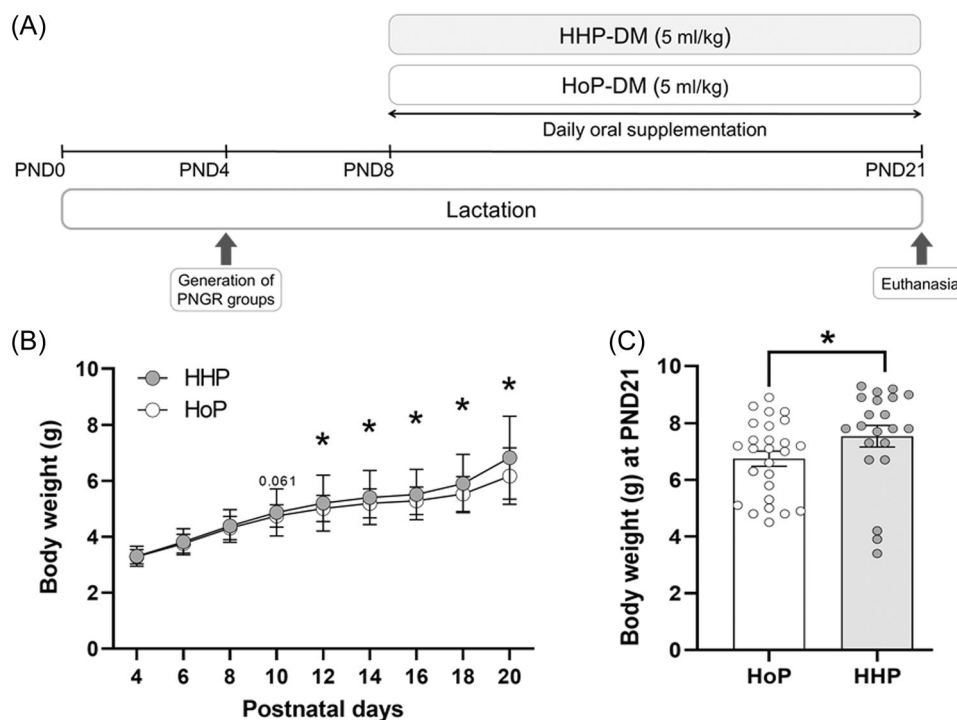 (A)
HHP-DM (5 ml/kg)
HoP-DM (5 ml/kg)
Daily oral supplementation
PND0 PND4 PND8 PND21
Lactation
Generation of
PNGR groups
Euthanasia
(B)
HHP
HoP
Body weight (g)
10
8
6
4
2
0
0.061
*
*
*
*
*
4 6 8 10 12 14 16 18 20
Postnatal days
(C)
*
Body weight (g) at PND21
10
8
6
4
2
0
HoP HHP